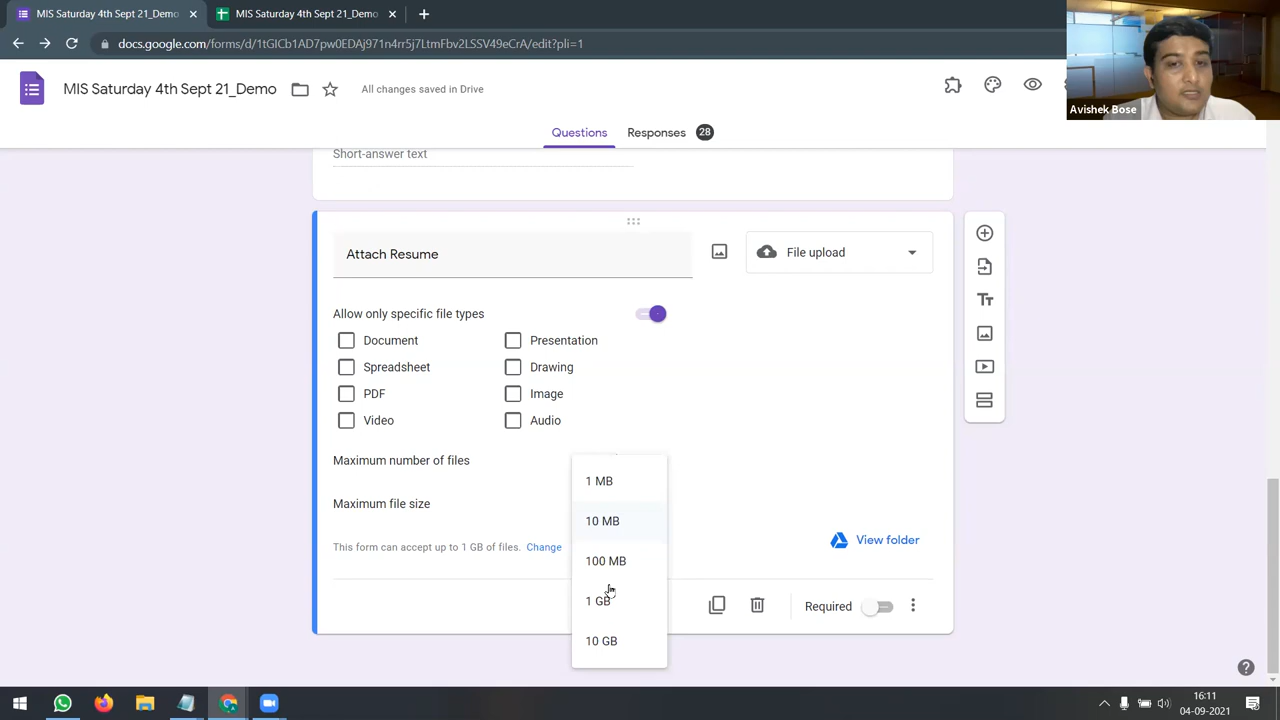 MIS Saturday 4th Sept 21_Demo
MIS Saturday 4th Sept 21_Demo
docs.google.com/forms/d/1tGICb1AD7pw0EDAj971n4rr5j7LtmFbv2LSSV49eCrA/edit?pli=1
MIS Saturday 4th Sept 21_Demo
All changes saved in Drive
Avishek Bose
Questions
Responses 28
Short-answer text
Attach Resume
File upload
Allow only specific file types
Document
Presentation
Spreadsheet
Drawing
PDF
Image
Video
Audio
Maximum number of files
1 MB
Maximum file size
10 MB
This form can accept up to 1 GB of files. Change
View folder
100 MB
1 GB
Required
10 GB
16:11
04-09-2021